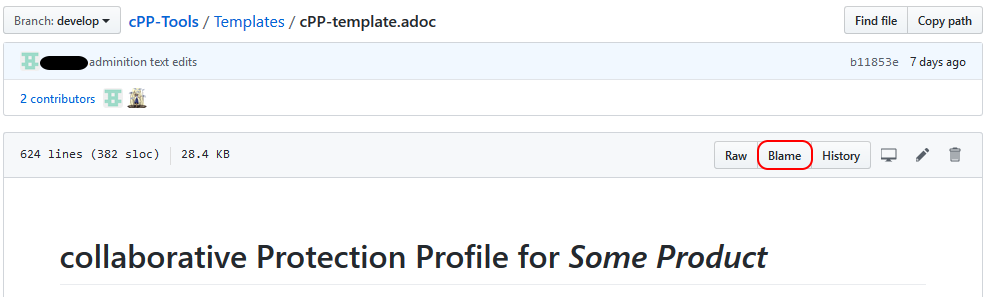 Branch: develop cPP-Tools / Templates / cPP-template.adoc Find file Copy path
adminition text edits b11853e 7 days ago
2 contributors
624 lines (382 sloc) 28.4 KB Raw Blame History
collaborative Protection Profile for Some Product